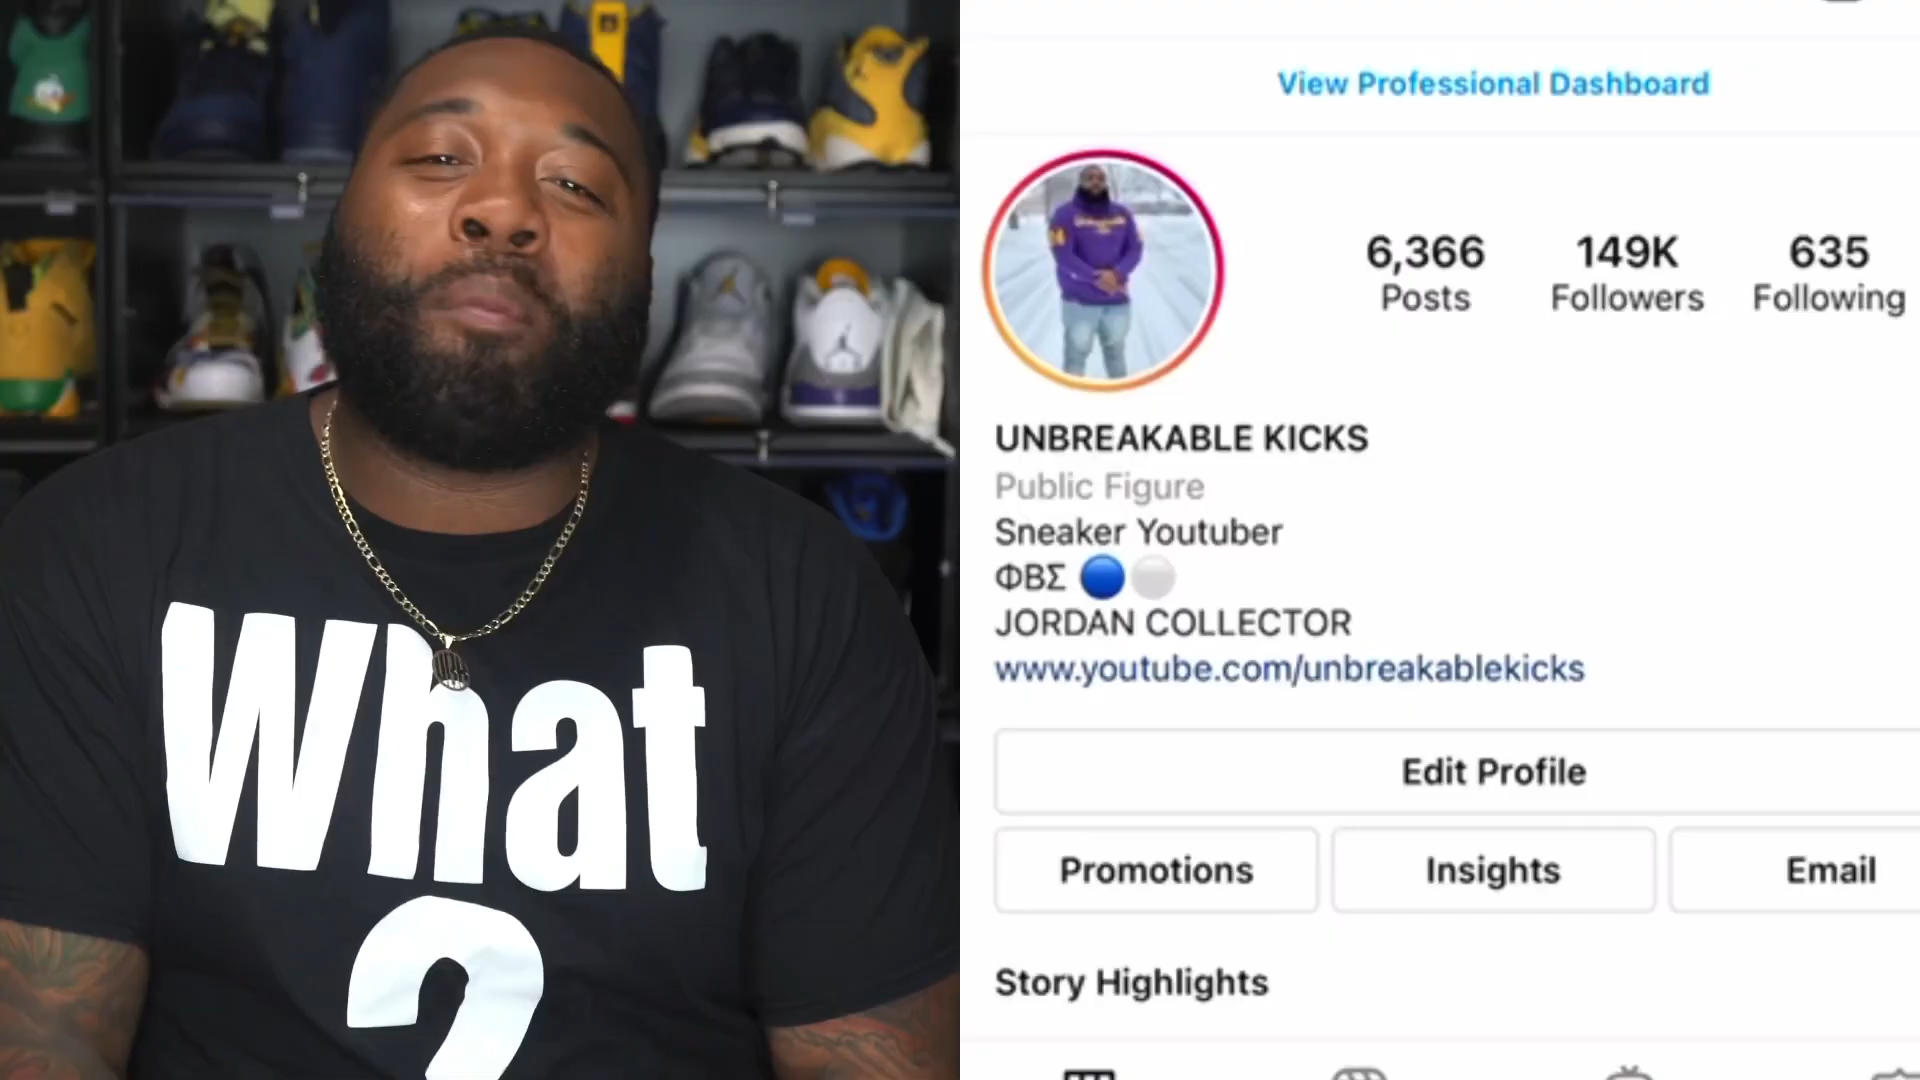 What
?
View Professional Dashboard
6,366
Posts
149K
Followers
635
Following
UNBREAKABLE KICKS
Public Figure
Sneaker Youtuber
ΦΒΣ
JORDAN COLLECTOR
www.youtube.com/unbreakablekicks
Edit Profile
Promotions
Insights
Email
Story Highlights